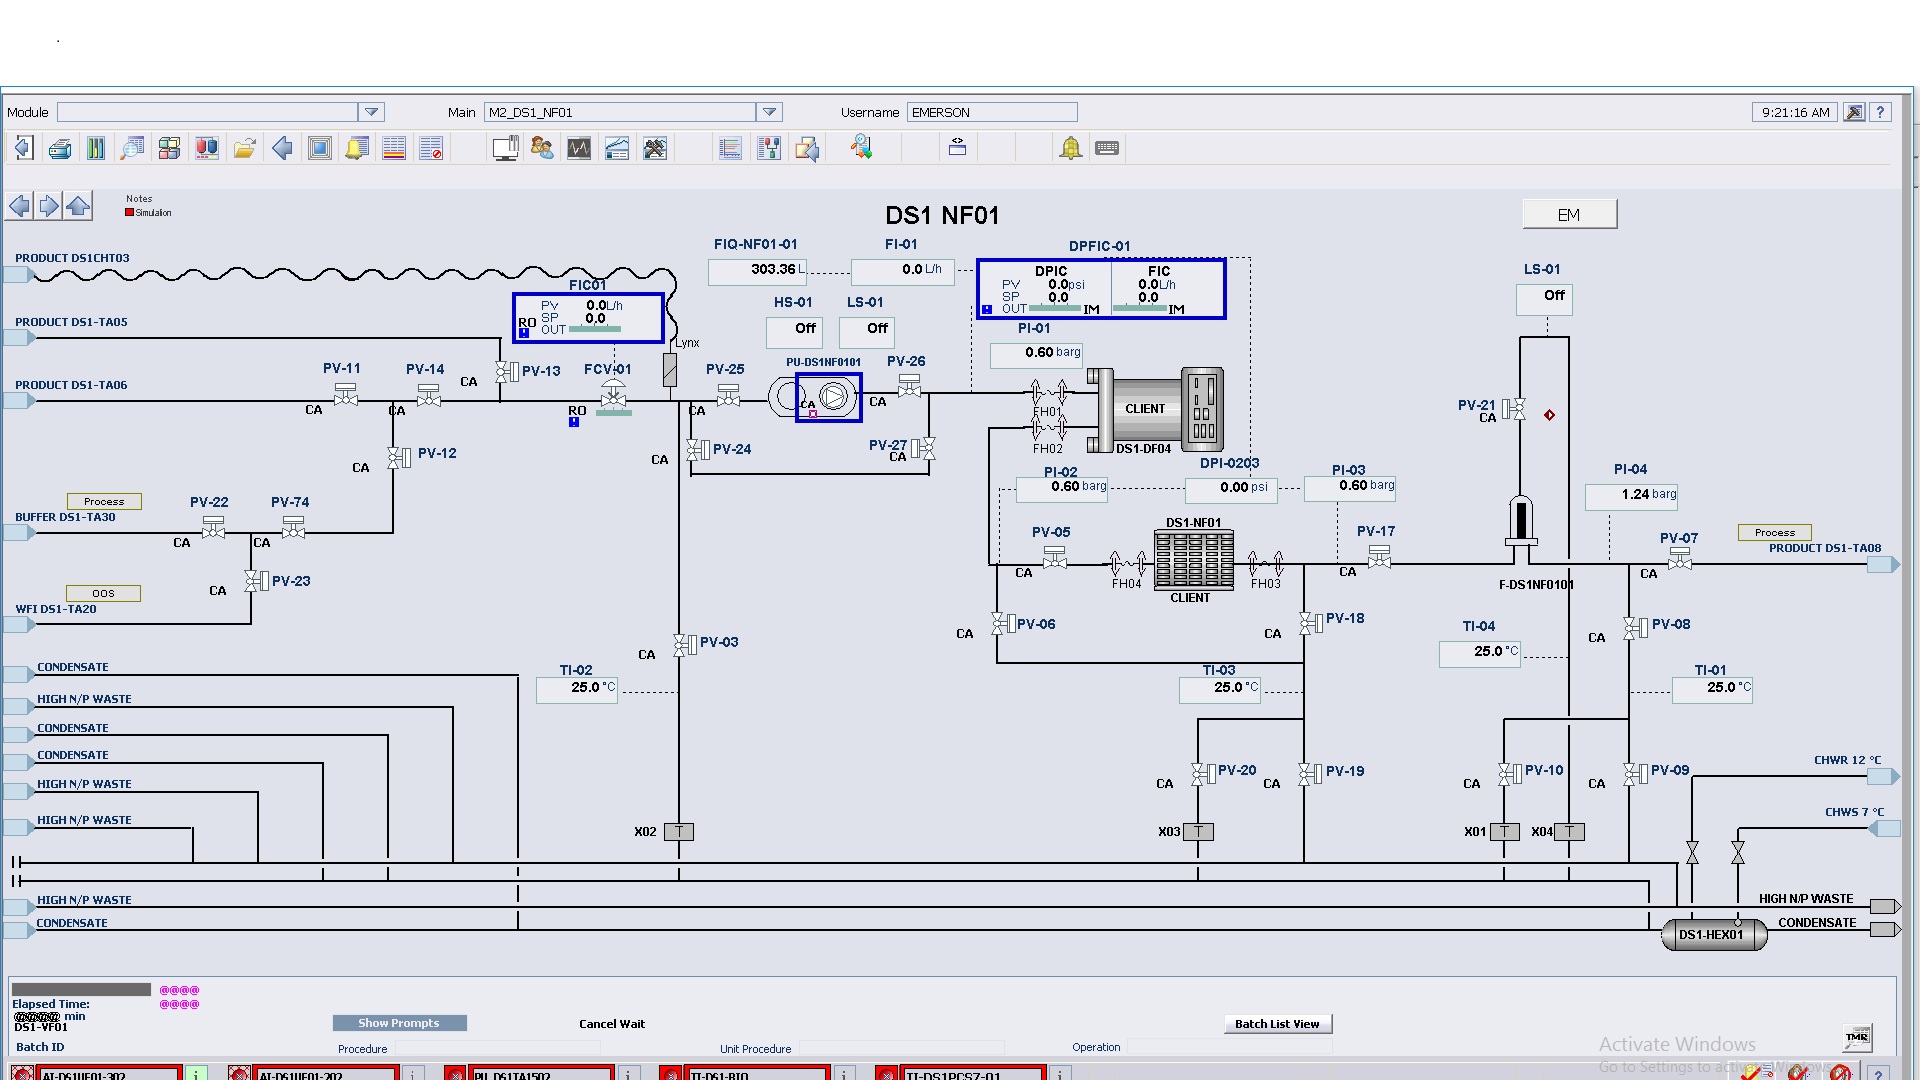 Module
Main M2_DS1_NF01
Username EMERSON
9:21:16 AM
?
Notes
Simulation
DS1 NF01
EM
PRODUCT DS1CHT03
FIQ-NF01-01
303.36 L
FI-01
0.0 L/h
DPFIC-01
DPIC FIC
PV 0.0 psi 0.0 L/h
SP 0.0 0.0
OUT IM IM
LS-01
Off
FIC01
PV 0.0 L/h
SP 0.0
RO OUT
HS-01
Off
LS-01
Off
PI-01
0.60 barg
PRODUCT DS1-TA05
Lynx
PV-11
PV-14
CA
PV-13
FCV-01
RO
PV-25
PU-DS1NF0101
CA
PV-26
CA
PRODUCT DS1-TA06
CA
CA
CA
FH01
FH02
CLIENT
DS1-DF04
PV-21
CA
PV-12
CA
CA
PV-24
PV-27
CA
PI-02
0.60 barg
DPI-0203
0.00 psi
PI-03
0.60 barg
PI-04
1.24 barg
Process
BUFFER DS1-TA30
PV-22
PV-74
CA
CA
PV-05
CA
DS1-NF01
FH04
CLIENT
FH03
PV-17
CA
F-DS1NF0101
PV-07
CA
Process
PRODUCT DS1-TA08
PV-23
CA
OOS
WFI DS1-TA20
PV-03
CA
PV-06
CA
PV-18
CA
TI-04
25.0 °C
PV-08
CA
CONDENSATE
HIGH N/P WASTE
CONDENSATE
CONDENSATE
HIGH N/P WASTE
HIGH N/P WASTE
TI-02
25.0 °C
TI-03
25.0 °C
TI-01
25.0 °C
PV-20
CA
PV-19
CA
PV-10
CA
PV-09
CA
CHWR 12 °C
CHWS 7 °C
X02 T
X03 T
X01 T
X04 T
HIGH N/P WASTE
CONDENSATE
HIGH N/P WASTE
CONDENSATE
DS1-HEX01
@@@@
Elapsed Time: @@@@
@@@@ min
DS1-VF01
Show Prompts
Cancel Wait
Batch List View
TMR
Batch ID
Procedure
Unit Procedure
Operation
Activate Windows
Go to Settings to activate Windows.
AI-DS1UF01-302 i
AI-DS1UF01-202 i
PU_DS1TA1502 i
TI-DS1-BIO i
TI-DS1PCS7-01 i
?